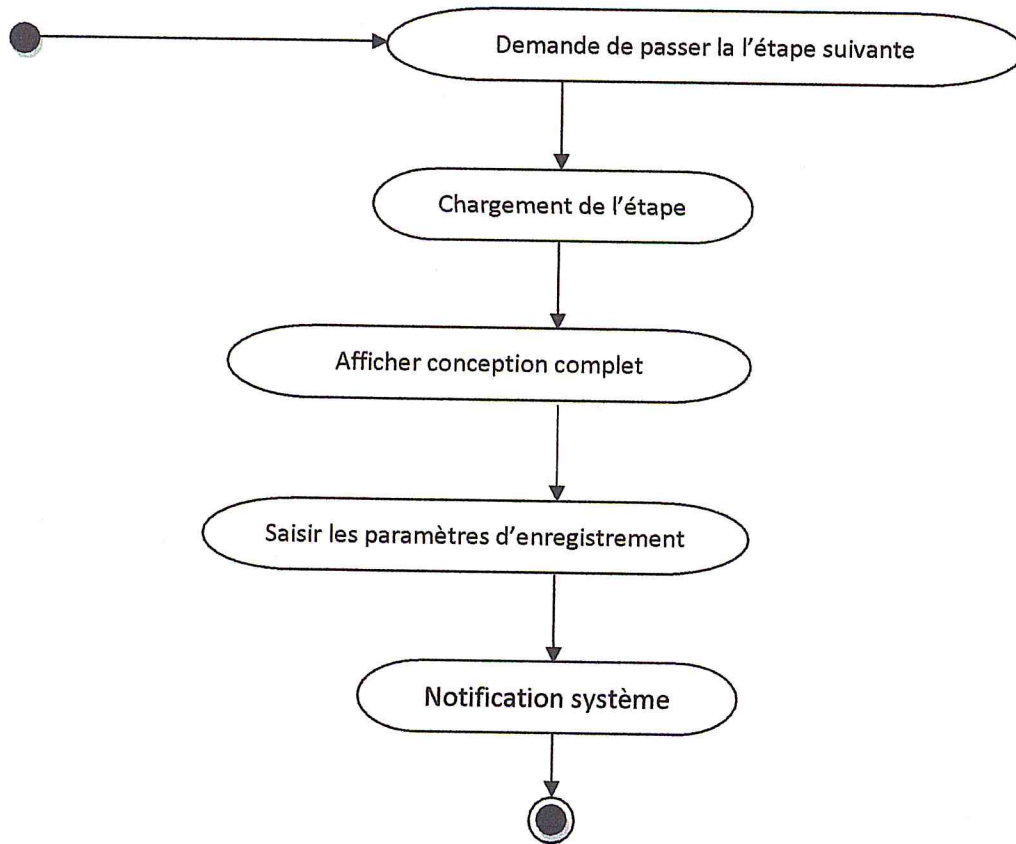 Demande de passer la l'étape suivante
Chargement de l'étape
Afficher conception complet
Saisir les paramètres d'enregistrement
Notification système